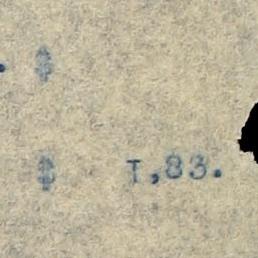 . $
$ T,83.